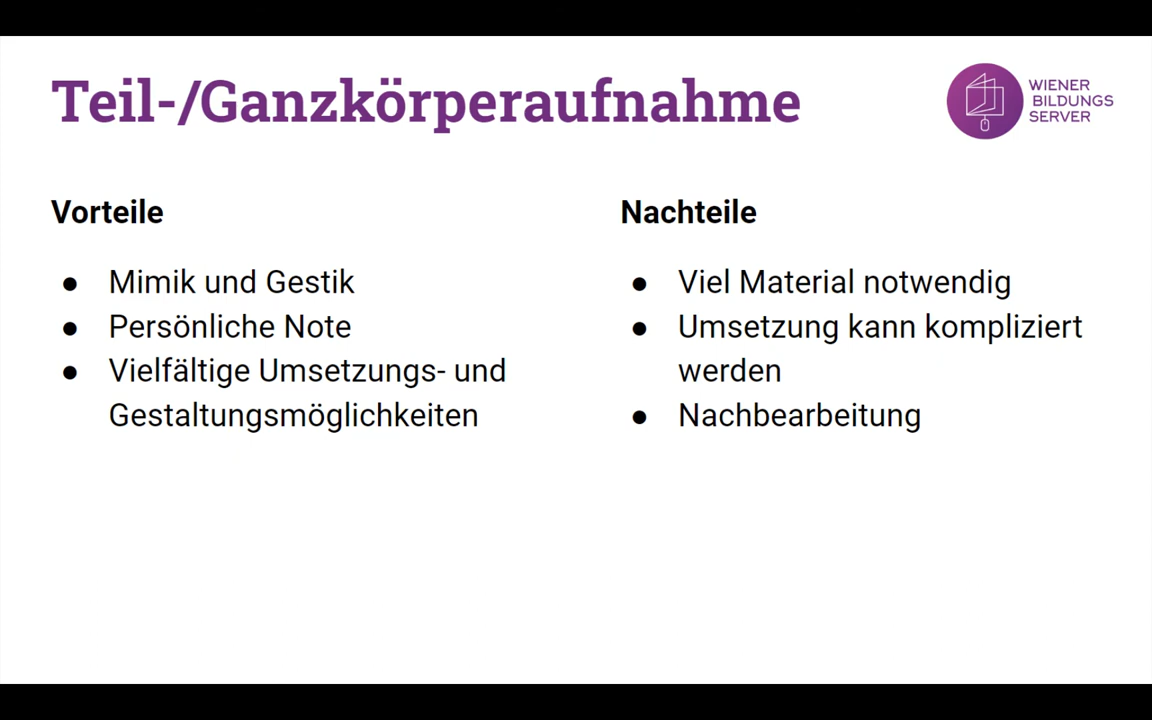 Teil-/Ganzkörperaufnahme
WIENER
BILDUNGS
SERVER
Vorteile
● Mimik und Gestik
● Persönliche Note
● Vielfältige Umsetzungs- und
Gestaltungsmöglichkeiten
Nachteile
● Viel Material notwendig
● Umsetzung kann kompliziert
werden
● Nachbearbeitung